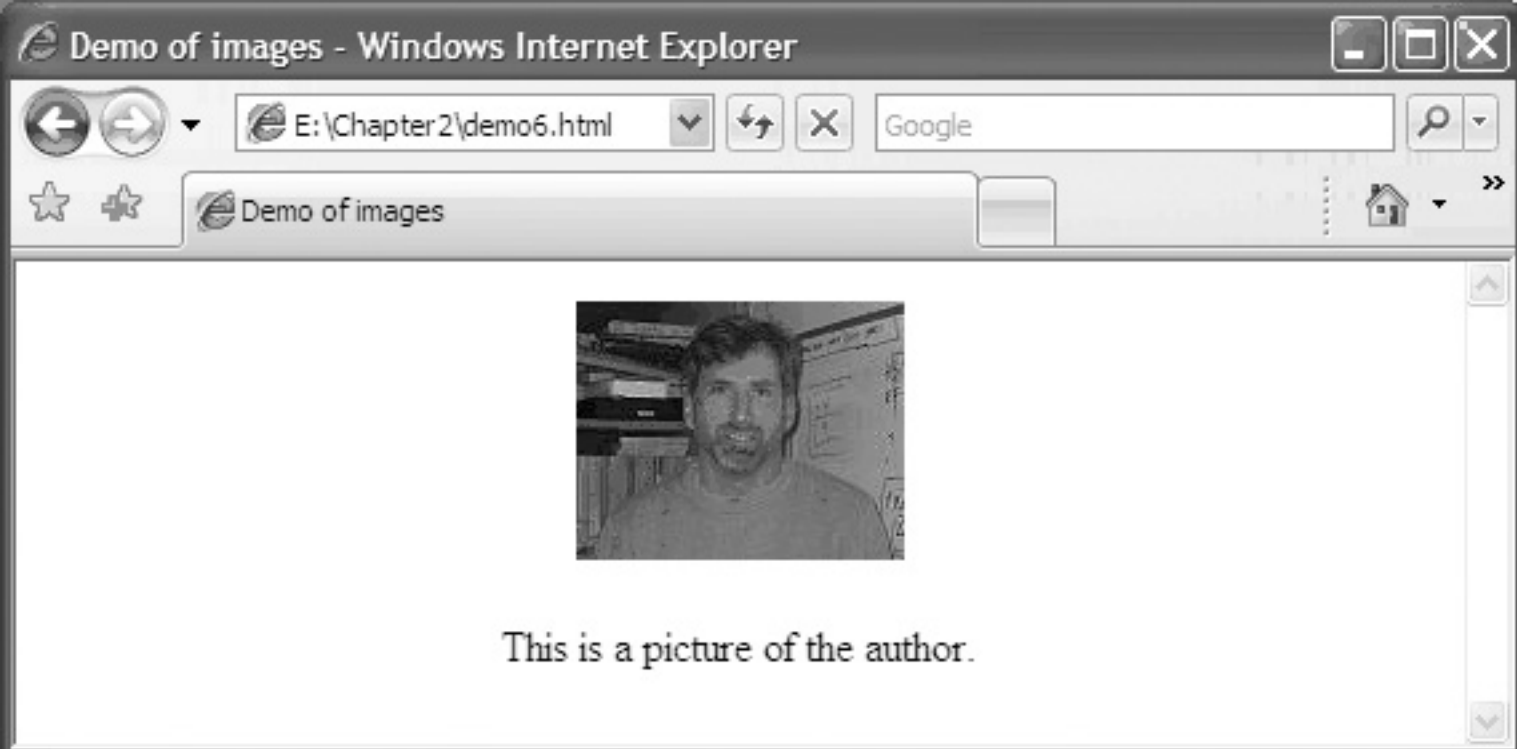 Demo of images - Windows Internet Explorer
E:\Chapter2\demo6.html
Google
Demo of images
This is a picture of the author.